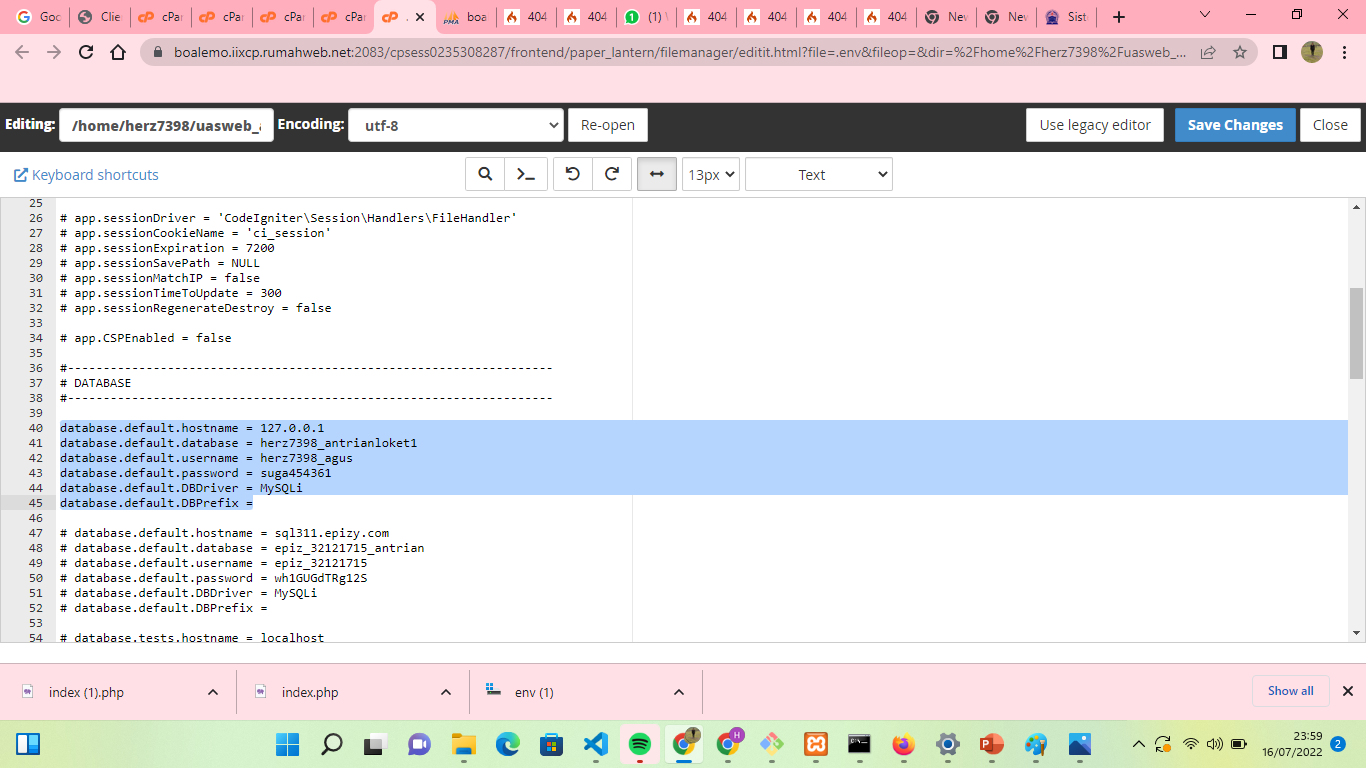 Goo
Clie
cPar
cPar
cPar
cPar
boa
404
404
(1) \
404
404
404
404
Nev
Nev
Sist
boalemo.iixcp.rumahweb.net:2083/cpsess0235308287/frontend/paper_lantern/filemanager/editit.html?file=.env&fileop=&dir=%2Fhome%2Fherz7398%2Fuasweb_...
Editing: /home/herz7398/uasweb_a Encoding: utf-8 Re-open Use legacy editor Save Changes Close
Keyboard shortcuts 13px Text
25
26 # app.sessionDriver = 'CodeIgniter\Session\Handlers\FileHandler'
27 # app.sessionCookieName = 'ci_session'
28 # app.sessionExpiration = 7200
29 # app.sessionSavePath = NULL
30 # app.sessionMatchIP = false
31 # app.sessionTimeToUpdate = 300
32 # app.sessionRegenerateDestroy = false
33
34 # app.CSPEnabled = false
35
36 #--------------------------------------------------------------------
37 # DATABASE
38 #--------------------------------------------------------------------
39
40 database.default.hostname = 127.0.0.1
41 database.default.database = herz7398_antrianloket1
42 database.default.username = herz7398_agus
43 database.default.password = suga454361
44 database.default.DBDriver = MySQLi
45 database.default.DBPrefix =
46
47 # database.default.hostname = sql311.epizy.com
48 # database.default.database = epiz_32121715_antrian
49 # database.default.username = epiz_32121715
50 # database.default.password = wh1GUGdTRg12S
51 # database.default.DBDriver = MySQLi
52 # database.default.DBPrefix =
53
54 # database.tests.hostname = localhost
index (1).php
index.php
env (1)
Show all
23:59
16/07/2022
2